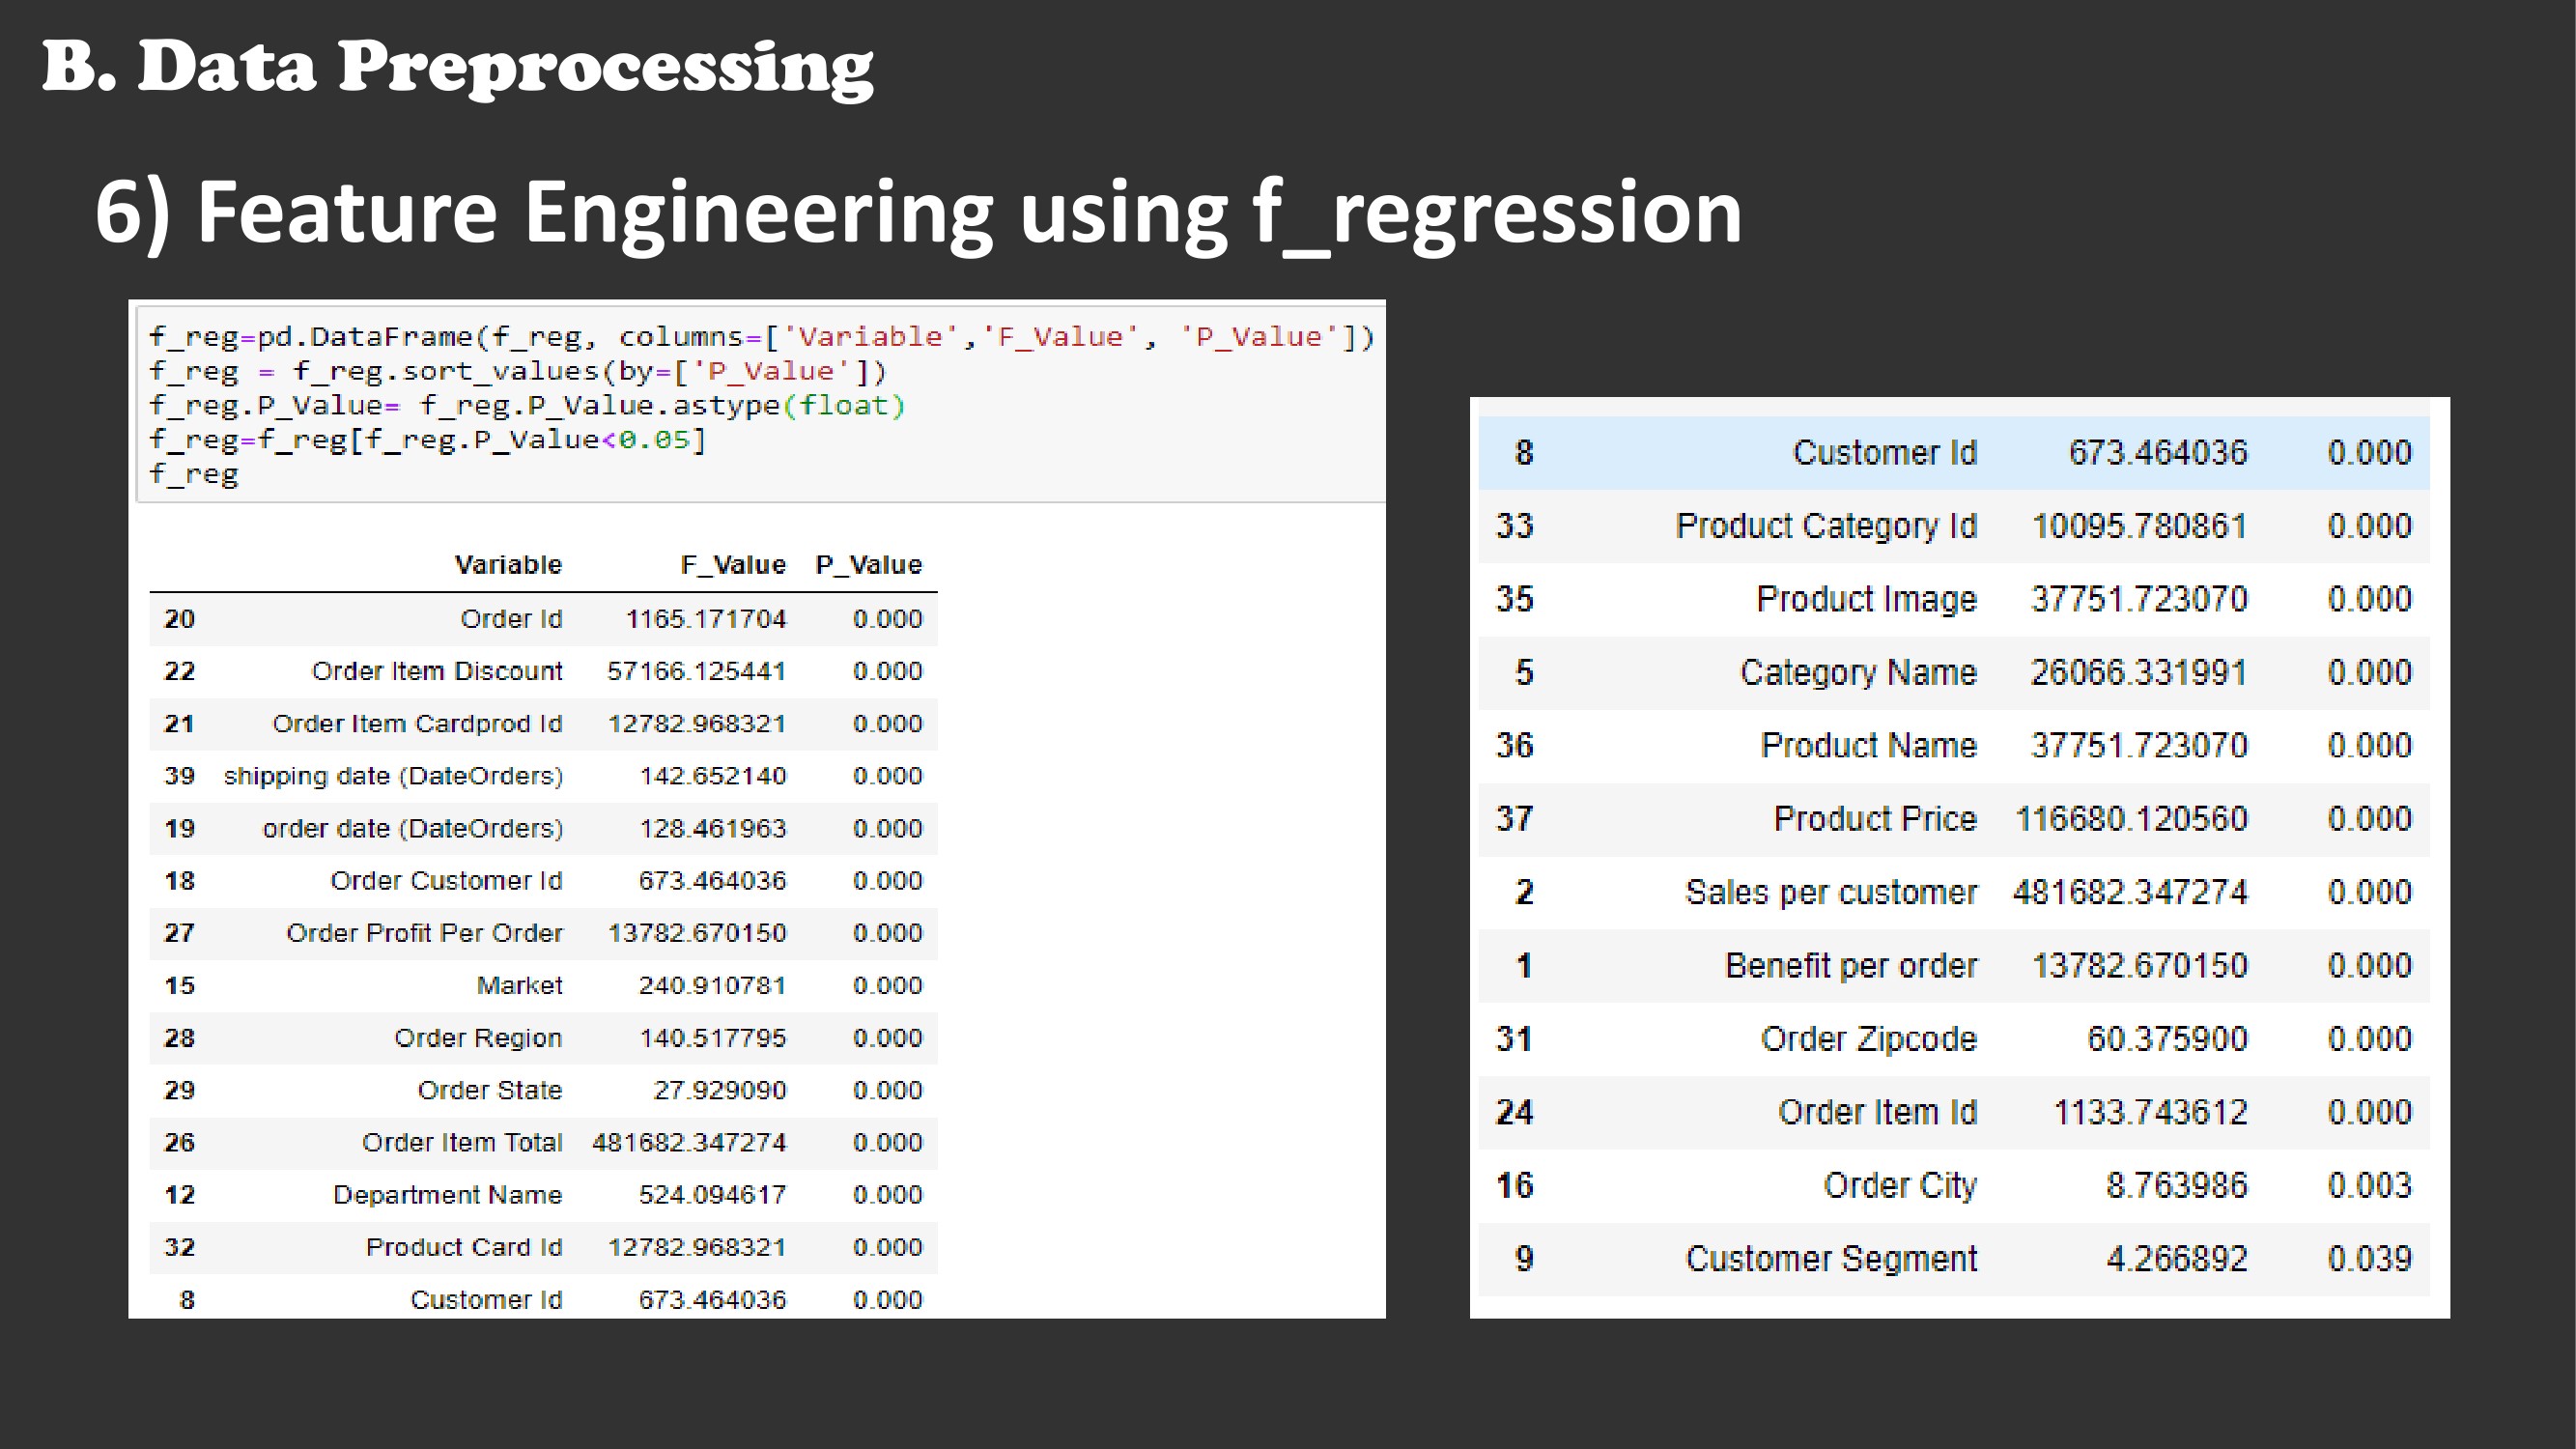 B. Data Preprocessing
6) Feature Engineering using f_regression
f_reg=pd.DataFrame(f_reg, columns=['Variable','F_Value', 'P_Value'])
f_reg = f_reg.sort_values(by=['P_Value'])
f_reg.P_Value= f_reg.P_Value.astype(float)
f_reg=f_reg[f_reg.P_Value<0.05]
f_reg
Variable F_Value P_Value
20 Order Id 1165.171704 0.000
22 Order Item Discount 57166.125441 0.000
21 Order Item Cardprod Id 12782.968321 0.000
39 shipping date (DateOrders) 142.652140 0.000
19 order date (DateOrders) 128.461963 0.000
18 Order Customer Id 673.464036 0.000
27 Order Profit Per Order 13782.670150 0.000
15 Market 240.910781 0.000
28 Order Region 140.517795 0.000
29 Order State 27.929090 0.000
26 Order Item Total 481682.347274 0.000
12 Department Name 524.094617 0.000
32 Product Card Id 12782.968321 0.000
8 Customer Id 673.464036 0.000
8 Customer Id 673.464036 0.000
33 Product Category Id 10095.780861 0.000
35 Product Image 37751.723070 0.000
5 Category Name 26066.331991 0.000
36 Product Name 37751.723070 0.000
37 Product Price 116680.120560 0.000
2 Sales per customer 481682.347274 0.000
1 Benefit per order 13782.670150 0.000
31 Order Zipcode 60.375900 0.000
24 Order Item Id 1133.743612 0.000
16 Order City 8.763986 0.003
9 Customer Segment 4.266892 0.039